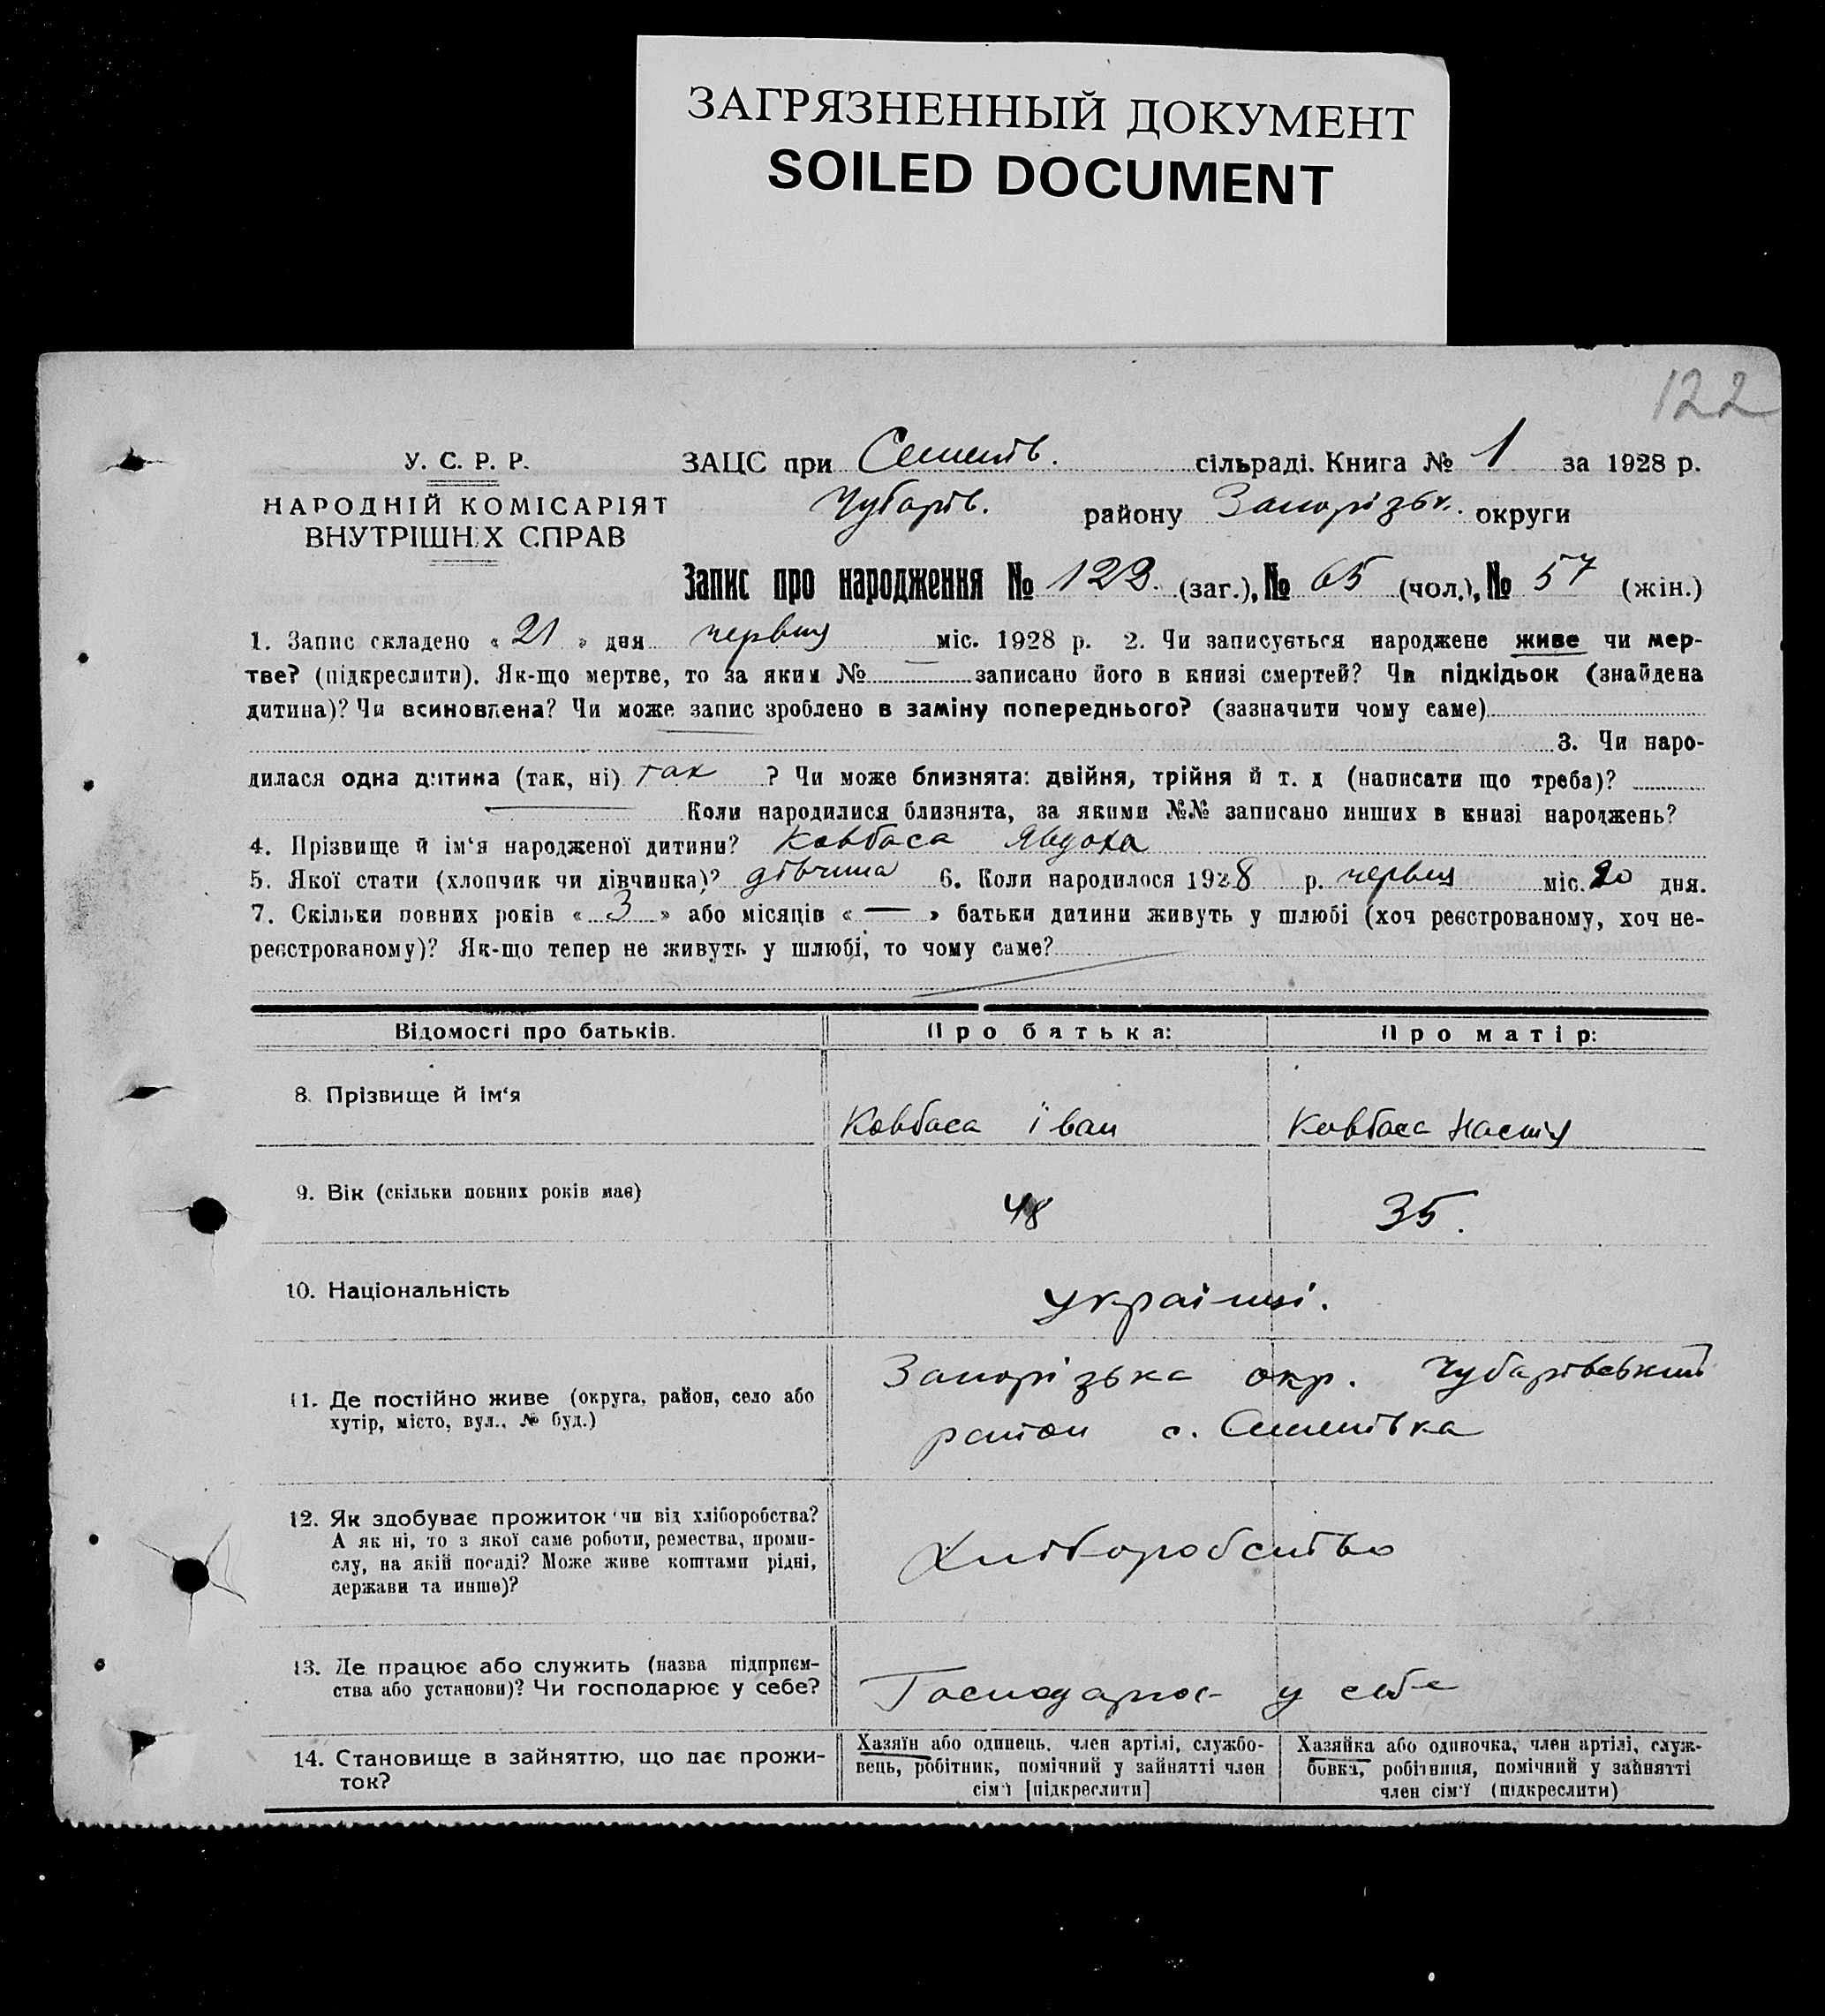 ЗАГРЯЗНЕННЫЙ ДОКУМЕНТ
SOILED DOCUMENT
122
У. С. Р. Р.
НАРОДНІЙ КОМІСАРІЯТ
ВНУТРІШНІХ СПРАВ
ЗАЦС при Семенів. сільраді. Книга № 1 за 1928 р.
Чубарів. району Запорізьк. округи
Запис про народження № 122. (заг.), № 65 (чол.), № 57 (жін.)
1. Запис складено « 21 » дня червця міс. 1928 р. 2. Чи записується народжене живе чи мер-
тве? (підкреслити). Як-що мертве, то за яким № записано його в книзі смертей? Чи підкідьок (знайдена
дитина)? Чи всиновлена? Чи може запис зроблено в заміну попереднього? (зазначити чому саме)
3. Чи наро-
дилася одна дитина (так, ні) так ? Чи може близнята: двійня, трійня й т. д (написати що треба)?
Коли народилися близнята, за якими №№ записано инших в книзі народжень?
4. Прізвище й ім‘я народженої дитини? Ковбаса Явдоха
5. Якої стати (хлопчик чи дівчинка)? дівчина 6. Коли народилося 1928 р. червця міс. 20 дня.
7. Скільки повних років « 3 » або місяців « — » батьки дитини живуть у шлюбі (хоч реєстрованому, хоч не-
реєстрованому)? Як-що тепер не живуть у шлюбі, то чому саме?
Відомості про батьків. Про батька: Про матір:
8. Прізвище й ім‘я
Ковбаса Іван Ковбаса Настя
9. Вік (скільки повних років має)
48 35.
10. Національність
українці.
11. Де постійно живе (округа, район, село або
хутір, місто, вул., № буд.)
Запорізька окр. Чубарівський
район с. Семенівка
12. Як здобуває прожиток чи від хліборобства?
А як ні, то з якої саме роботи, ремества, проми-
слу, на якій посаді? Може живе коштами рідні,
держави та инше)?
Хліборобство
13. Де працює або служить (назва підприєм-
ства або установи)? Чи господарює у себе?
Господарює у себе
14. Становище в зайняттю, що дає прожи-
ток?
Хазяїн або одинець, член артілі, службо-
вець, робітник, помічний у зайнятті член
сім‘ї [підкреслити]
Хазяйка або одиночка, член артілі, служ-
бовка, робітниця, помічний у зайнятті
член сім‘ї (підкреслити)